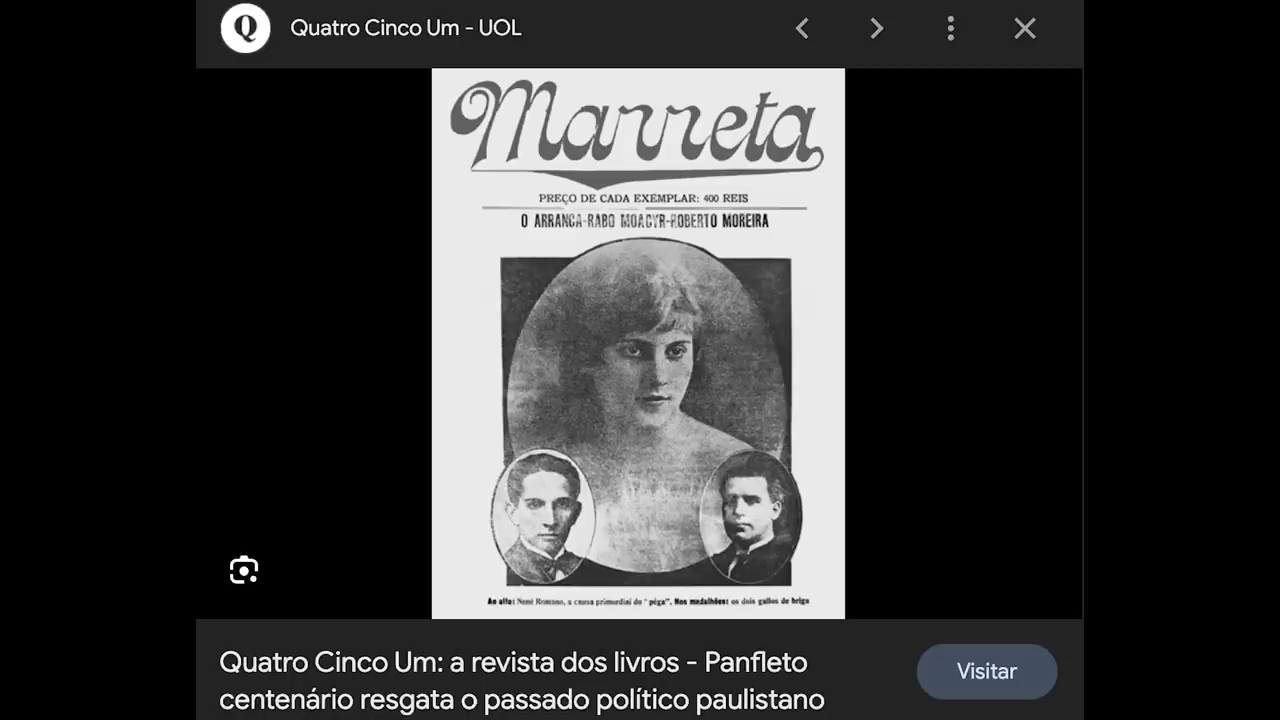 Q Quatro Cinco Um - UOL
Marreta
PREÇO DE CADA EXEMPLAR: 400 REIS
O ARRANCA-RABO MOACYR-ROBERTO MOREIRA
Ao alto: Nenê Romano, a causa primordial do "péga". Nos medalhões: os dois gallos de briga
Quatro Cinco Um: a revista dos livros - Panfleto
centenário resgata o passado político paulistano
Visitar